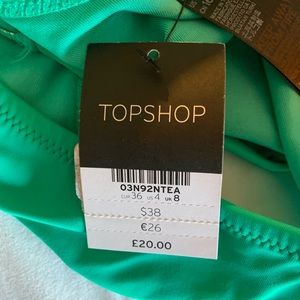 TOPSHOP
03N92NTEA
EUR 36 US 4 UK 8
$38
€26
£20.00